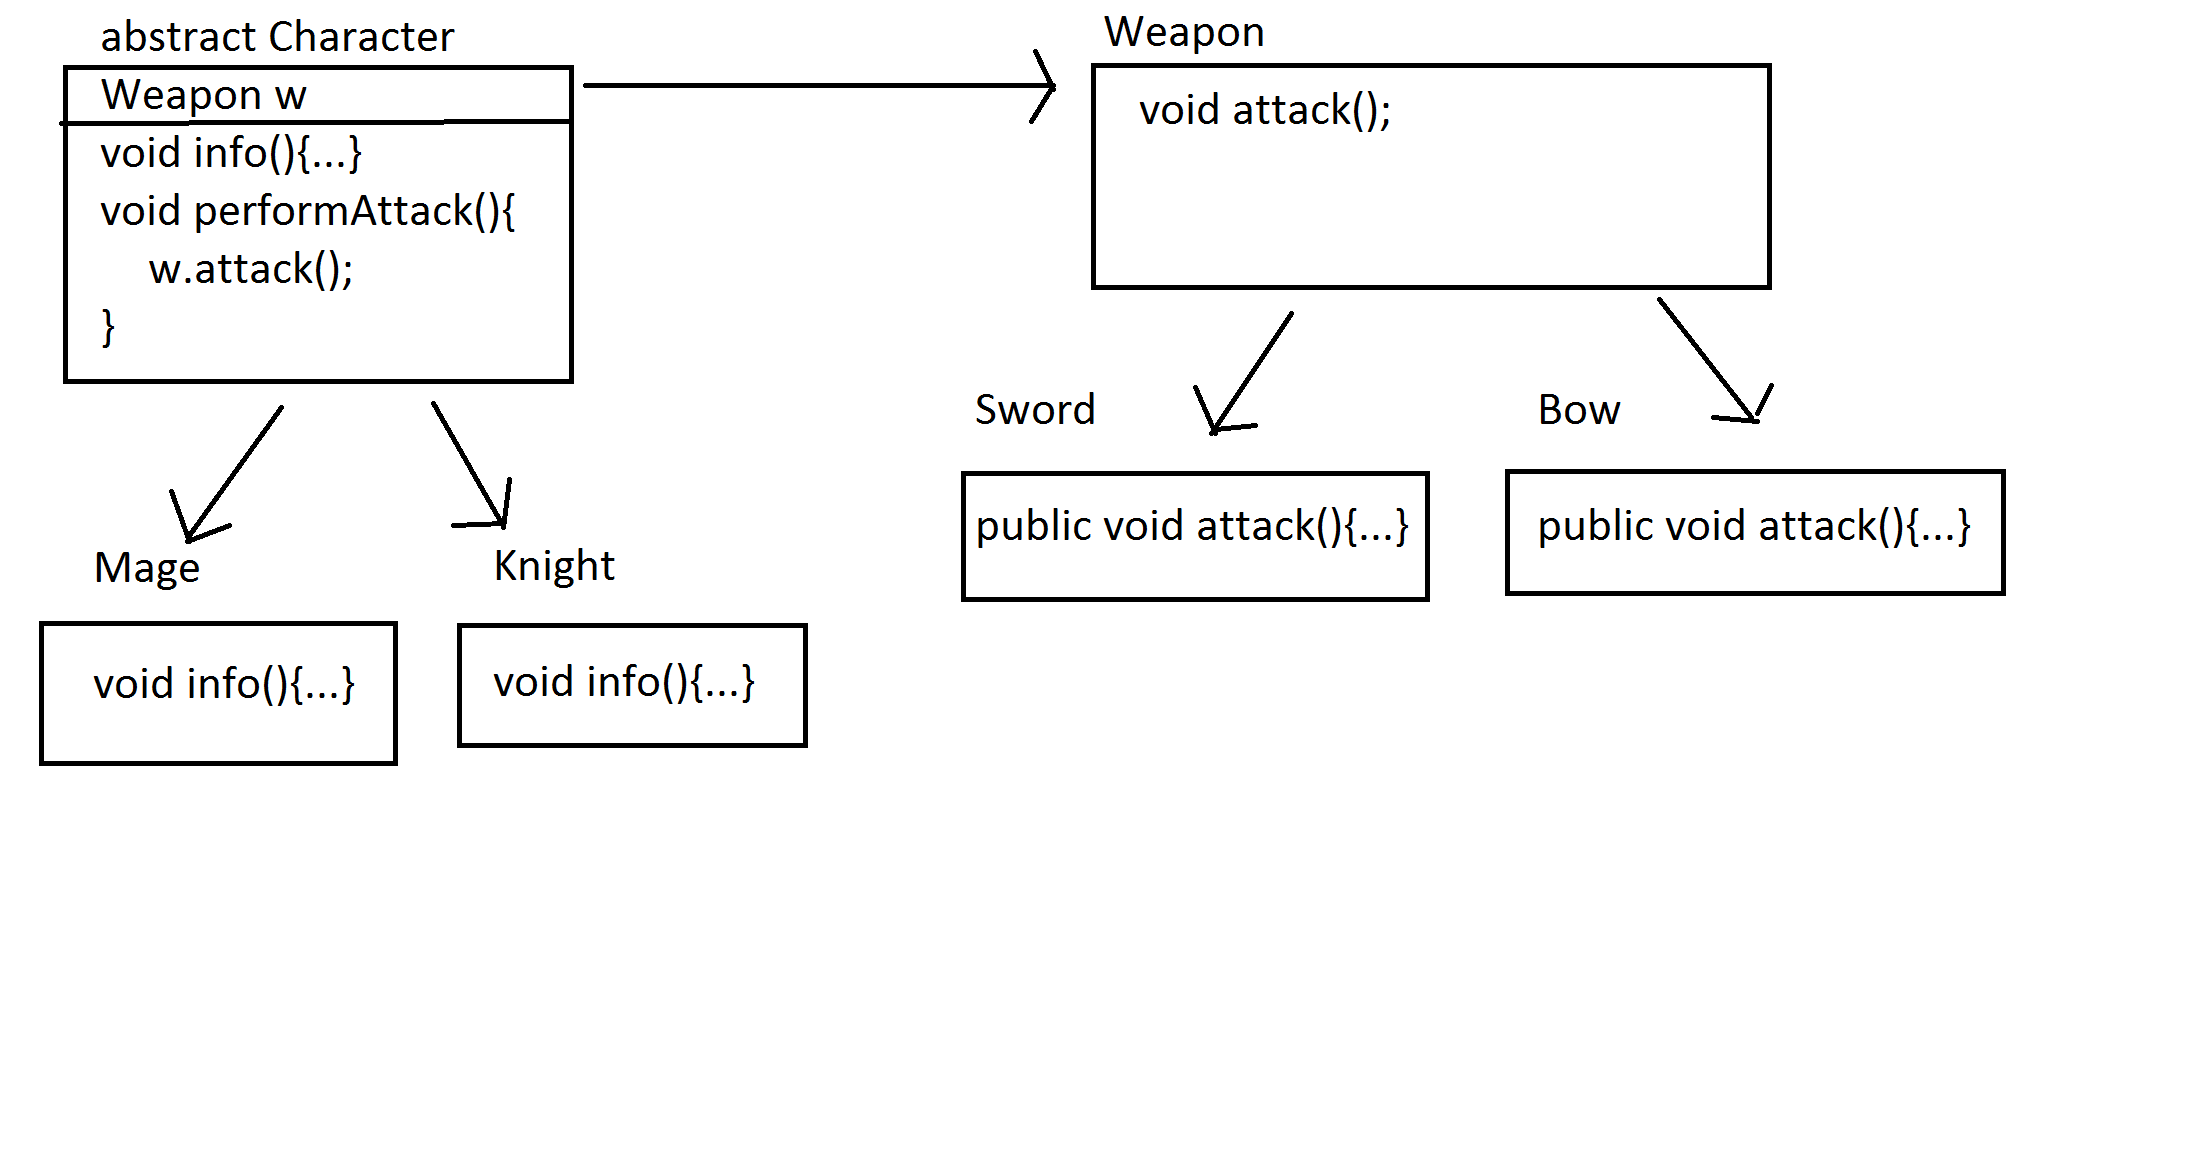 abstract Character
Weapon w
void info(){...}
void performAttack(){
w.attack();
}
Weapon
void attack();
Mage
void info(){...}
Knight
void info(){...}
Sword
public void attack(){...}
Bow
public void attack(){...}